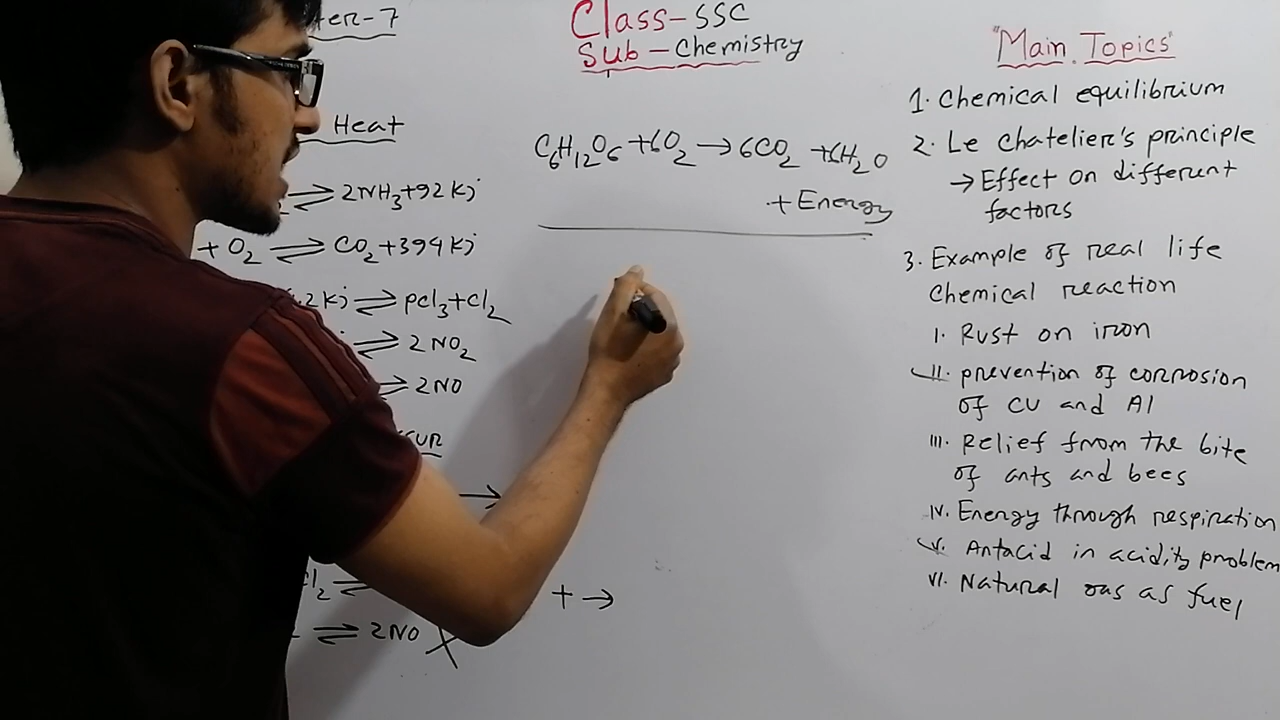 ter-7
Heat
⇌ 2NH₃+92Kj
+ O₂ ⇌ CO₂+394Kj
.2Kj ⇌ pcl₃+Cl₂
⇌ 2NO₂
2NO
→
Cl₂ ⇌
⇌ 2NO X
Class-SSC
Sub-Chemistry
C₆H₁₂O₆ +6O₂ → 6CO₂ +6H₂O
+ Energy
+ →
"Main Topics"
1. Chemical equilibrium
2. Le Chatelier's principle
→ Effect on different
factors
3. Example of real life
Chemical reaction
I. Rust on iron
II. prevention of corrosion
of CU and Al
III. Relief from the bite
of ants and bees
IV. Energy through respiration
V. Antacid in acidity problem
VI. Natural gas as fuel